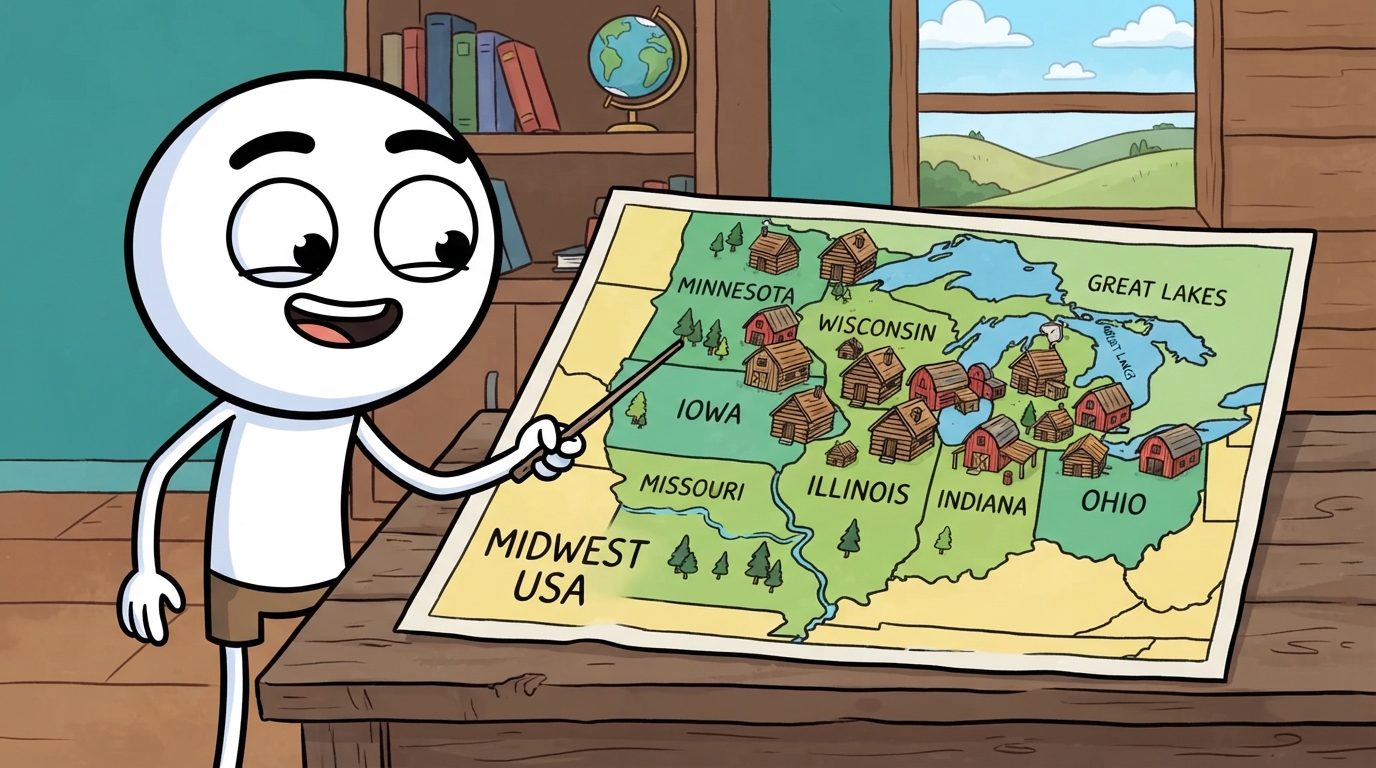 MINNESOTA
WISCONSIN
GREAT LAKES
IOWA
MISSOURI
ILLINOIS
INDIANA
OHIO
MIDWEST
USA